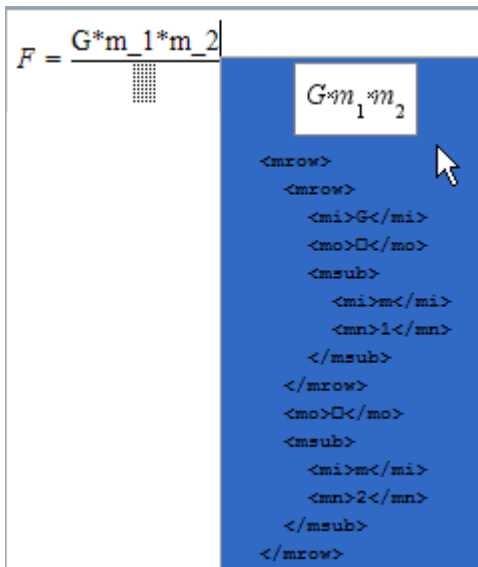 F = G*m_1*m_2
G*m1*m2
<mrow>
<mrow>
<mi>G</mi>
<mo>□</mo>
<msub>
<mi>m</mi>
<mn>1</mn>
</msub>
</mrow>
<mo>□</mo>
<msub>
<mi>m</mi>
<mn>2</mn>
</msub>
</mrow>